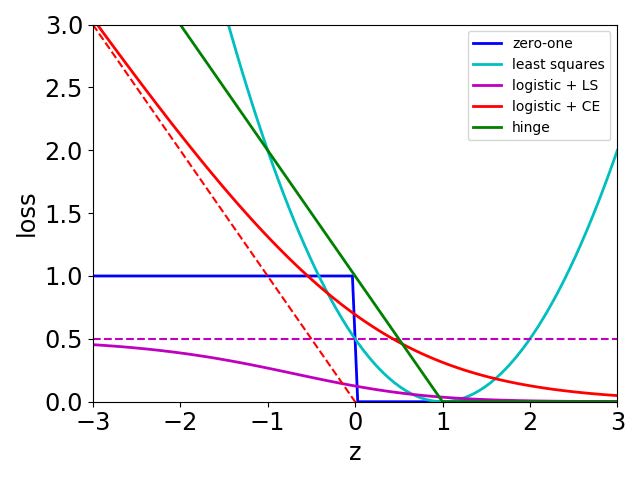 3.0
2.5
2.0
1.5
1.0
0.5
0.0
loss
−3
−2
−1
0
1
2
3
z
zero-one
least squares
logistic + LS
logistic + CE
hinge